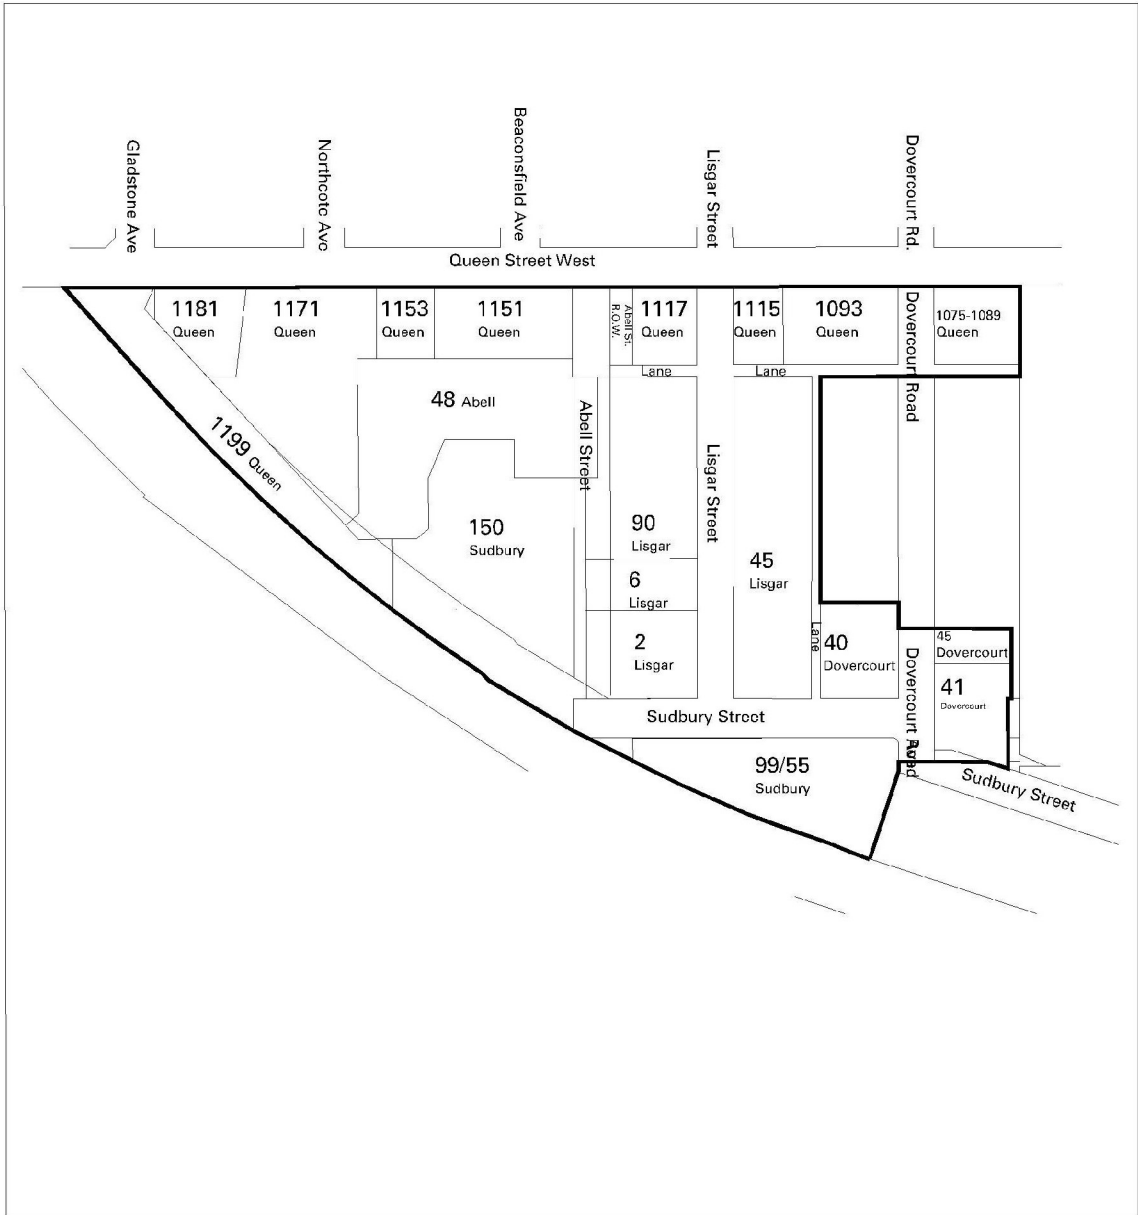 Gladstone Ave
Northcote Ave
Beaconsfield Ave
Lisgar Street
Dovercourt Rd.
Queen Street West
1181
Queen
1171
Queen
1153
Queen
1151
Queen
Abell St.
R.O.W.
1117
Queen
1115
Queen
1093
Queen
Dovercourt Road
1075-1089
Queen
Lane
Lane
48 Abell
Abell Street
1199 Queen
Lisgar Street
150
Sudbury
90
Lisgar
6
Lisgar
2
Lisgar
45
Lisgar
Lane
40
Dovercourt
45
Dovercourt
41
Dovercourt
Dovercourt Road
Sudbury Street
99/55
Sudbury
Sudbury Street